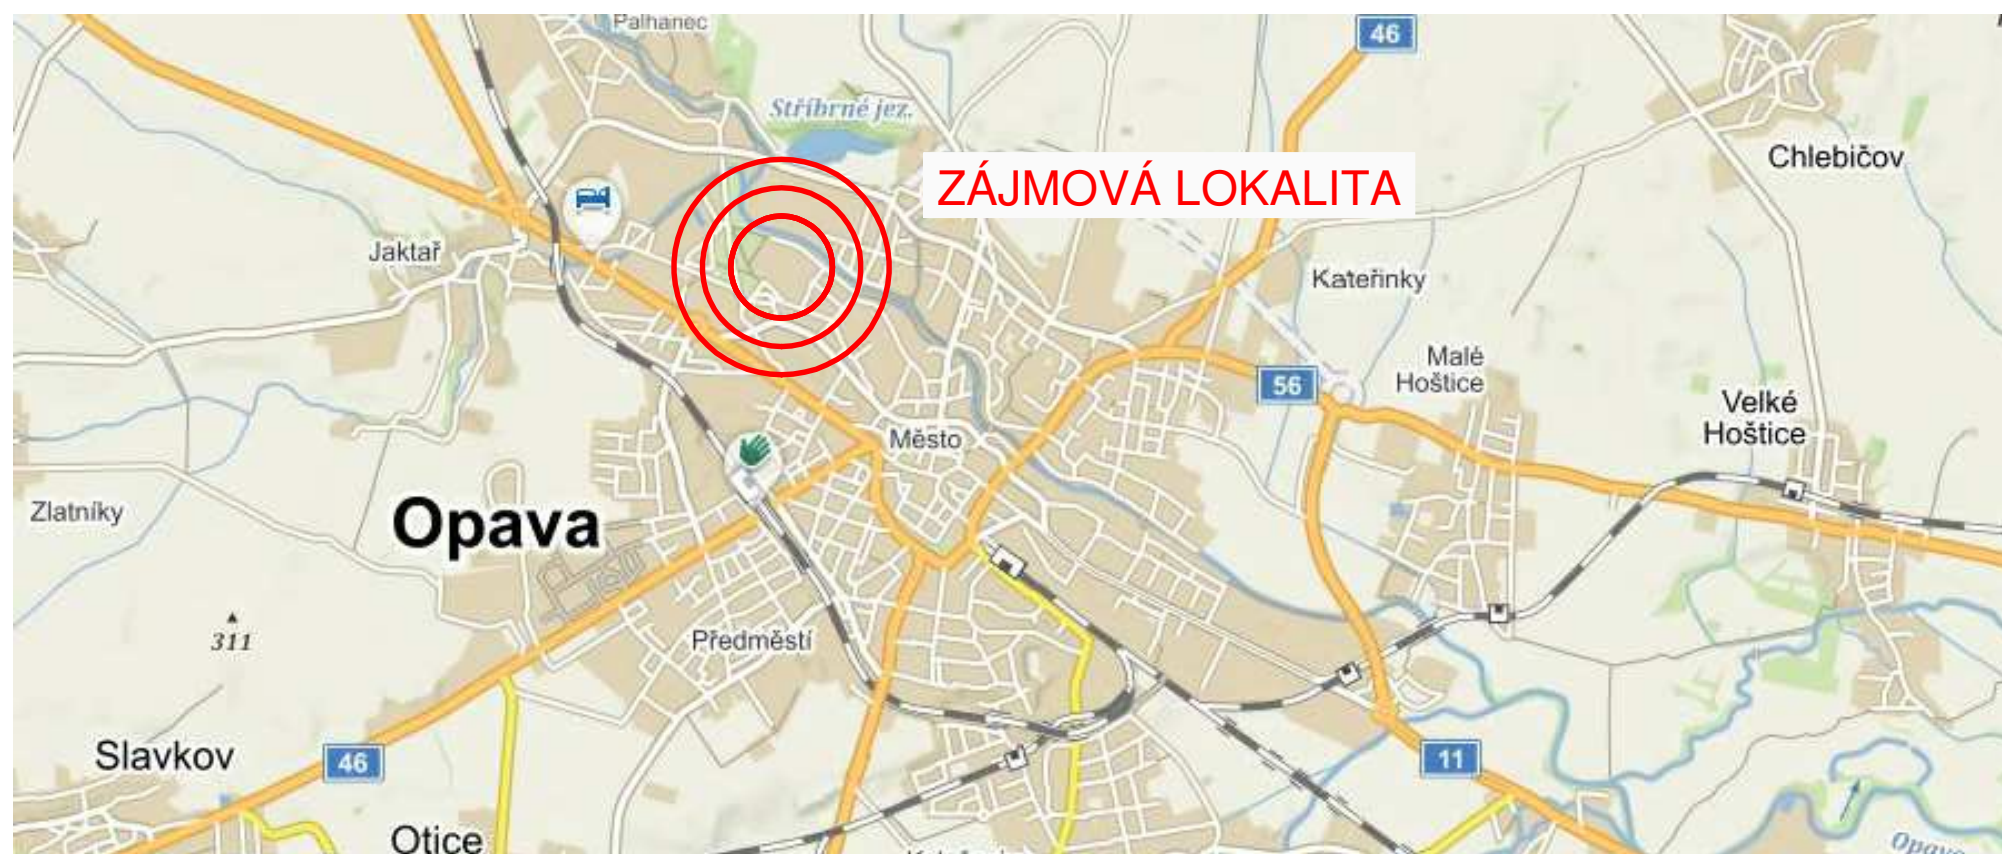 Palhanec
46
Stříbrné jez.
Chlebičov
ZÁJMOVÁ LOKALITA
Jaktař
Kateřinky
Malé
Hoštice
56
Velké
Hoštice
Město
Zlatníky
Opava
311
Předměstí
Slavkov
46
11
Otice
Opava